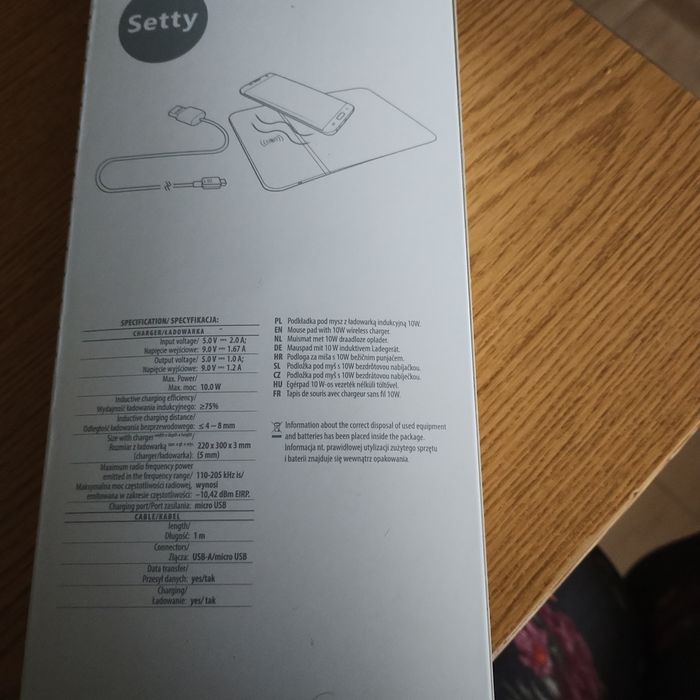 Setty
SPECIFICATION/ SPECYFIKACJA:
CHARGER/ŁADOWARKA
Input voltage/ 5.0V ⎓ 2.0 A;
Napięcie wejściowe: 9.0V ⎓ 1.67 A
Output voltage/ 5.0V ⎓ 1.0 A;
Napięcie wyjściowe: 9.0V ⎓ 1.2 A
Max. Power/
Max. moc: 10.0 W
Inductive charging efficiency/
Wydajność ładowania indukcyjnego: ≥75%
Inductive charging distance/
Odległość ładowania bezprzewodowego: ≤ 4 – 8 mm
Size with charger width x depth x height/
Rozmiar z ładowarką 220 x 300 x 3 mm
(charger/ładowarka): (5 mm)
Maximum radio frequency power
emitted in the frequency range/ 110-205 kHz is/
Maksymalna moc częstotliwości radiowej, wynosi
emitowana w zakresie częstotliwości: –10,42 dBm EIRP.
Charging port/Port zasilania: micro USB
CABLE/KABEL
length/
Długość: 1 m
Connectors/
Złącza: USB-A/micro USB
Data transfer/
Przesył danych: yes/tak
Charging/
Ładowanie: yes/ tak
PL Podkładka pod mysz z ładowarką indukcyjną 10W.
EN Mouse pad with 10W wireless charger.
NL Muismat met 10W draadloze oplader.
DE Mauspad mit 10 W induktivem Ladegerät.
HR Podloga za miša s 10W bežičnim punjačem.
SL Podložka pod myš s 10W bezdrôtovou nabíjačkou.
CZ Podložka pod myš s 10W bezdrátovou nabíječkou.
HU Egérpad 10 W-os vezeték nélküli töltővel.
FR Tapis de souris avec chargeur sans fil 10W.
Information about the correct disposal of used equipment
and batteries has been placed inside the package.
Informacja nt. prawidłowej utylizacji zużytego sprzętu
i baterii znajduje się wewnątrz opakowania.